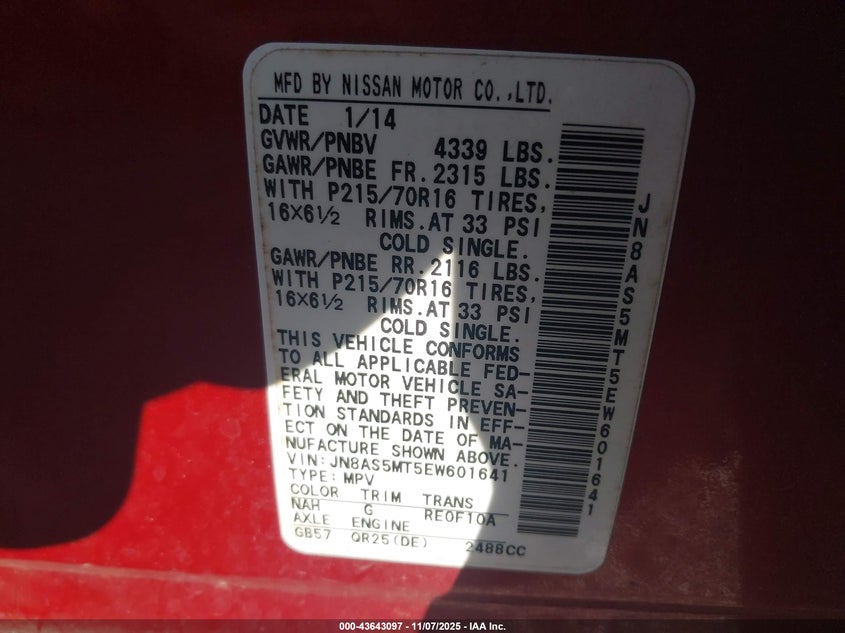 MFD BY NISSAN MOTOR CO.,LTD.
DATE 1/14
GVWR/PNBV 4339 LBS.
GAWR/PNBE FR.2315 LBS.
WITH P215/70R16 TIRES,
16×6½ RIMS.AT 33 PSI
COLD SINGLE.
GAWR/PNBE RR.2116 LBS.
WITH P215/70R16 TIRES,
16×6½ RIMS.AT 33 PSI
COLD SINGLE.
THIS VEHICLE CONFORMS
TO ALL APPLICABLE FED-
ERAL MOTOR VEHICLE SA-
FETY AND THEFT PREVEN-
TION STANDARDS IN EFF-
ECT ON THE DATE OF MA-
NUFACTURE SHOWN ABOVE.
VIN: JN8AS5MT5EW601641
TYPE: MPV
COLOR TRIM TRANS
NAH G RE0F10A
AXLE ENGINE
GB57 QR25(DE) 2488CC
JN8AS5MT5EW601641
000-43643097 - 11/07/2025 - IAA Inc.